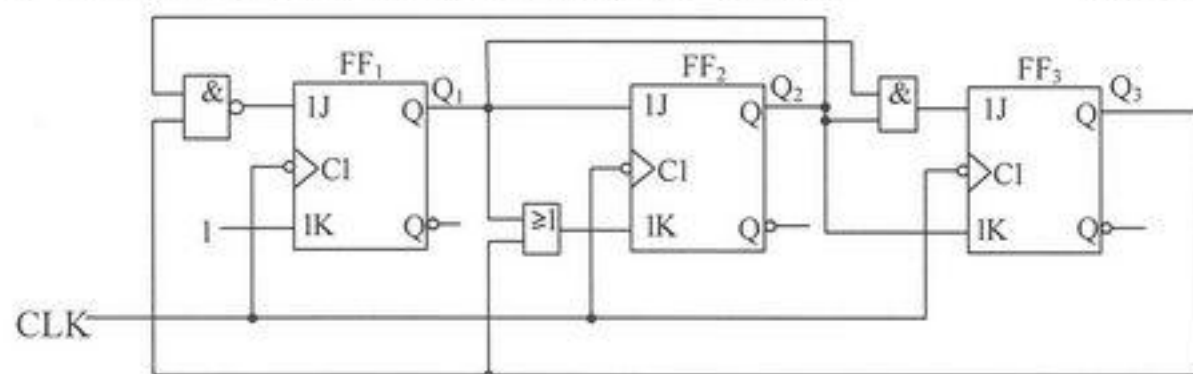 FF₁ FF₂ FF₃
& Q₁ Q₂ & Q₃
1J Q 1J Q 1J Q
C1 C1 C1
1 1K Q ≥1 1K Q 1K Q
CLK